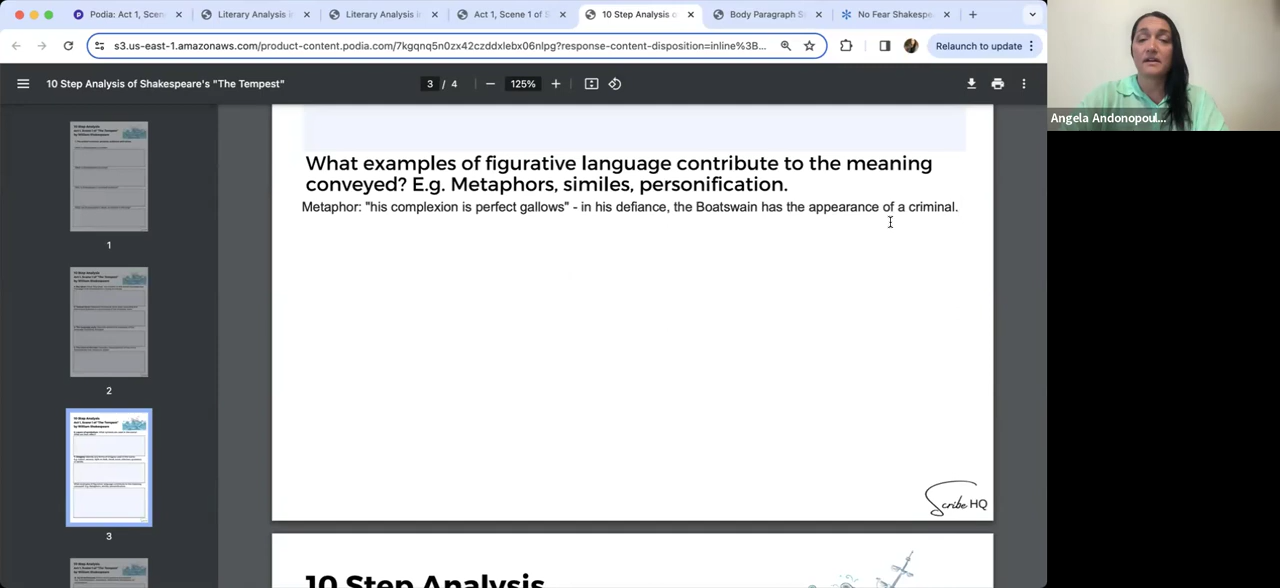 Podia: Act 1, Scen
Literary Analysis i
Literary Analysis i
Act 1, Scene 1 of S
10 Step Analysis o
Body Paragraph S
No Fear Shakespe
s3.us-east-1.amazonaws.com/product-content.podia.com/7kgqnq5n0zx42czddxlebx06nlpg?response-content-disposition=inline%3B...
Relaunch to update
10 Step Analysis of Shakespeare's "The Tempest"
3 / 4
125%
Angela Andonopoul...
What examples of figurative language contribute to the meaning
conveyed? E.g. Metaphors, similes, personification.
Metaphor: "his complexion is perfect gallows" - in his defiance, the Boatswain has the appearance of a criminal.
1
2
3
Scribe HQ
10 Step Analysis